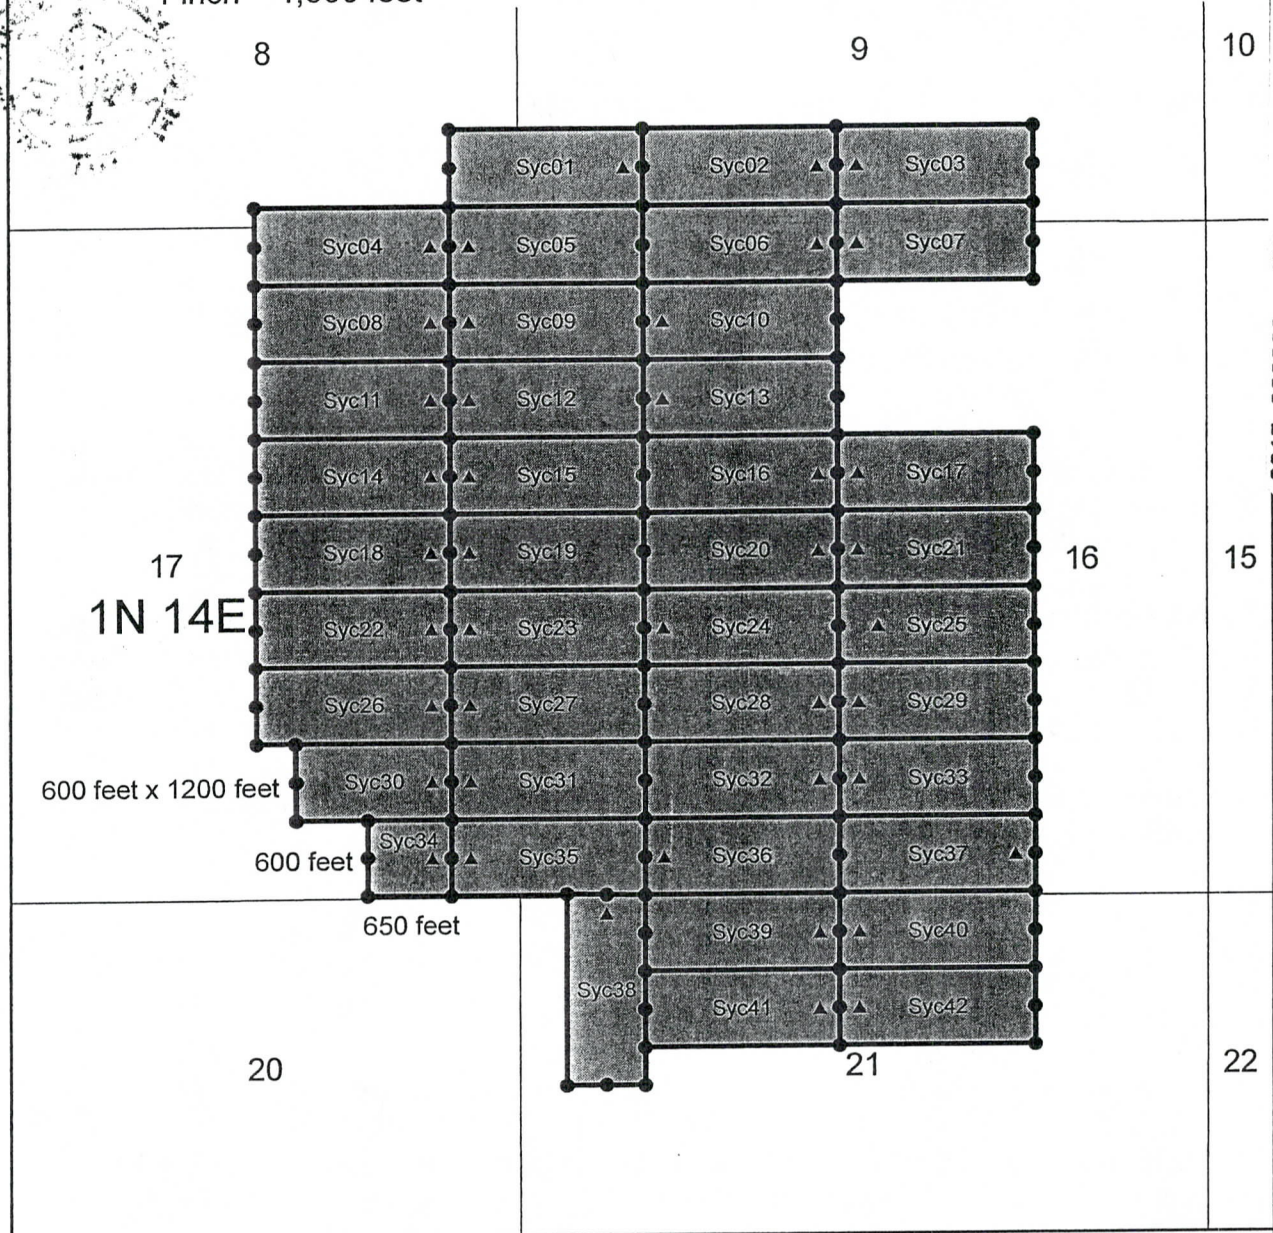 8 9 10
Syc01 Syc02 Syc03
Syc04 Syc05 Syc06 Syc07
Syc08 Syc09 Syc10
Syc11 Syc12 Syc13
Syc14 Syc15 Syc16 Syc17
Syc18 Syc19 Syc20 Syc21
17 16 15
1N 14E
Syc22 Syc23 Syc24 Syc25
Syc26 Syc27 Syc28 Syc29
600 feet x 1200 feet Syc30 Syc31 Syc32 Syc33
Syc34
600 feet Syc35 Syc36 Syc37
650 feet
Syc39 Syc40
Syc38
Syc41 Syc42
20 21 22